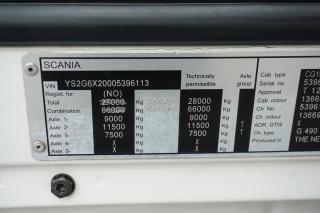 SCANIA
VIN YS2G6X20005396113
Regist. for (NO) Technically permissible Axle group
Total 27000 Kg 28000 Kg
Combination 66000 Kg 66000 Kg
Axle 1- 9000 Kg 9000 Kg
Axle 2- 11500 Kg 11500 Kg T
Axle 3- 7500 Kg 7500 Kg T
Axle 4- X Kg X Kg
Axle 5- X Kg X Kg
Cab type
Serial no 5396
Approval T 12
Cab colour 1366
Ch No 5396
Ch colour 13669
ADR GTW X
Ch. type G 490
Produced in THE NE